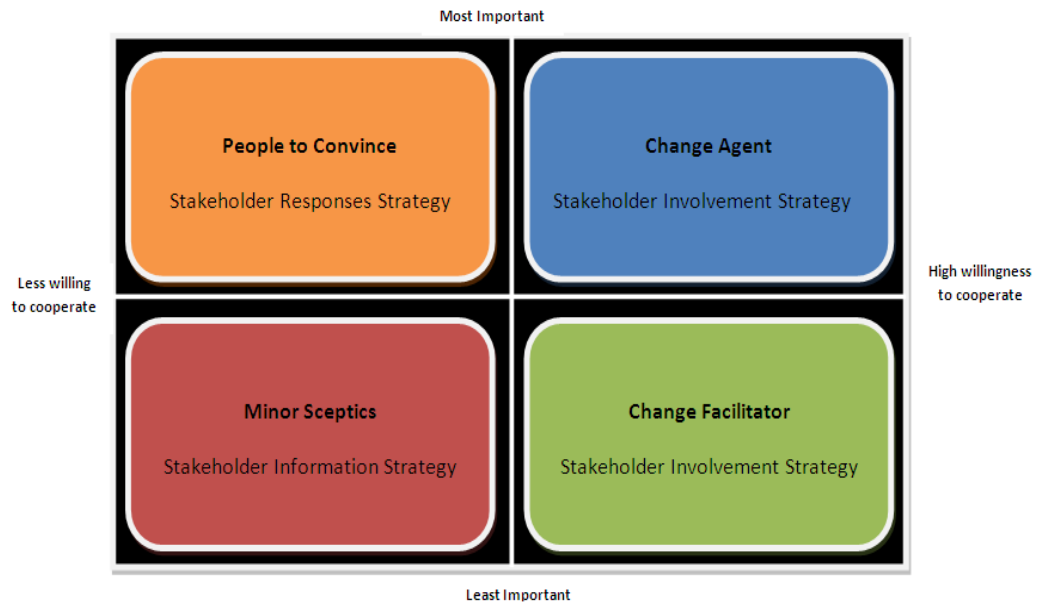 Most Important
People to Convince
Stakeholder Responses Strategy
Change Agent
Stakeholder Involvement Strategy
Less willing
to cooperate
High willingness
to cooperate
Minor Sceptics
Stakeholder Information Strategy
Change Facilitator
Stakeholder Involvement Strategy
Least Important